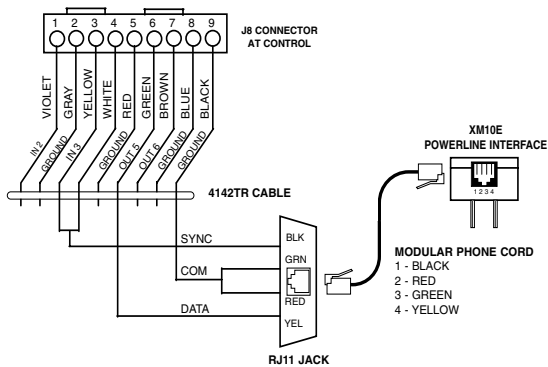 1 2 3 4 5 6 7 8 9
J8 CONNECTOR
AT CONTROL
VIOLET
GRAY
YELLOW
WHITE
RED
GREEN
BROWN
BLUE
BLACK
IN 2
GROUND
IN 3
GROUND
OUT 5
OUT 6
GROUND
GROUND
4142TR CABLE
XM10E
POWERLINE INTERFACE
1 2 3 4
SYNC
BLK
GRN
COM
RED
DATA
YEL
RJ11 JACK
MODULAR PHONE CORD
1 - BLACK
2 - RED
3 - GREEN
4 - YELLOW